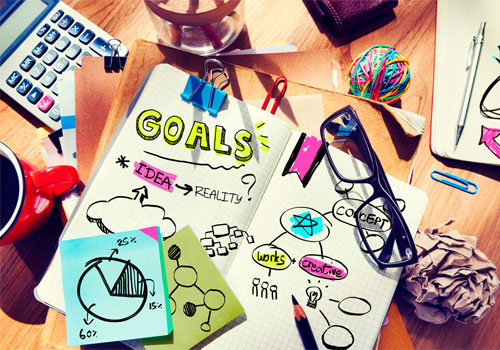 GOALS
* IDEA → REALITY?
CONCEPT
works + creative
25%
15%
60%